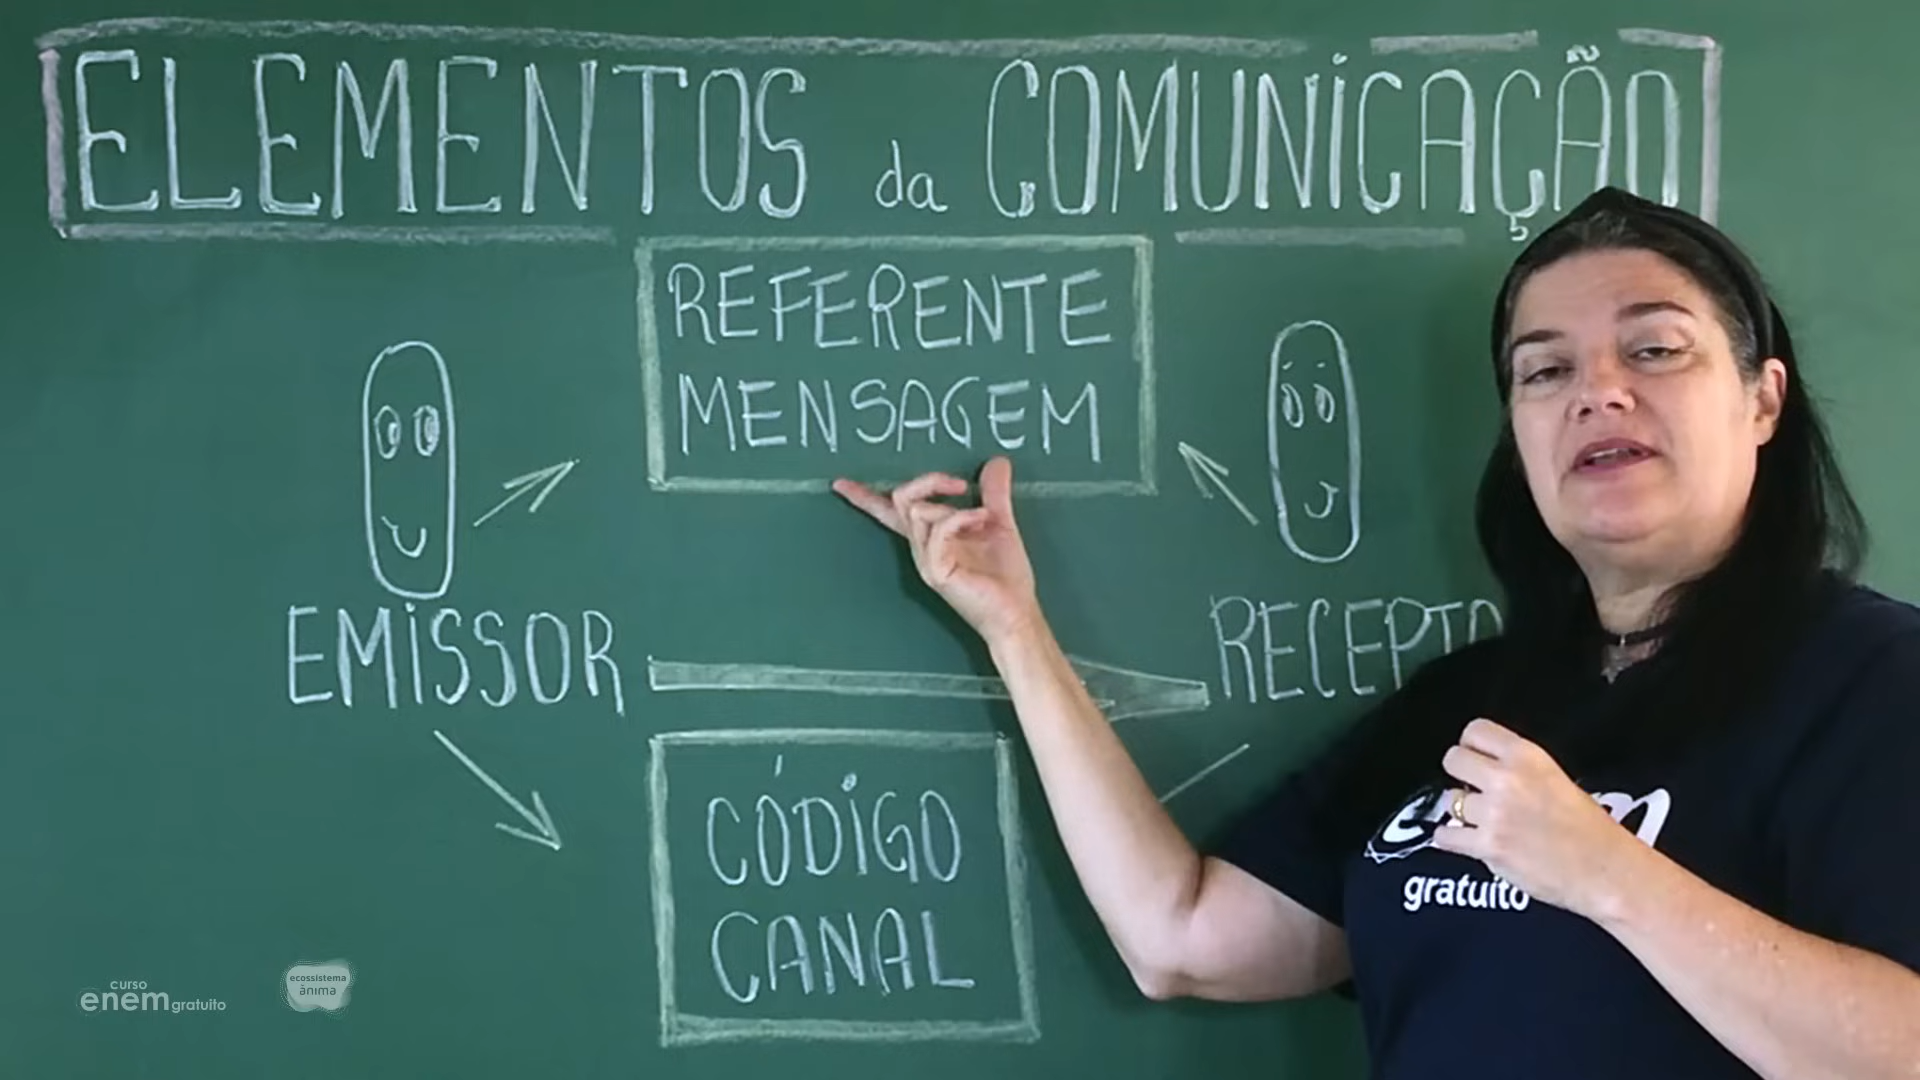 ELEMENTOS da COMUNICAÇÃO
REFERENTE
MENSAGEM
EMISSOR
CÓDIGO
CANAL
gratuito
curso
enem gratuito
ecossistema
ânima